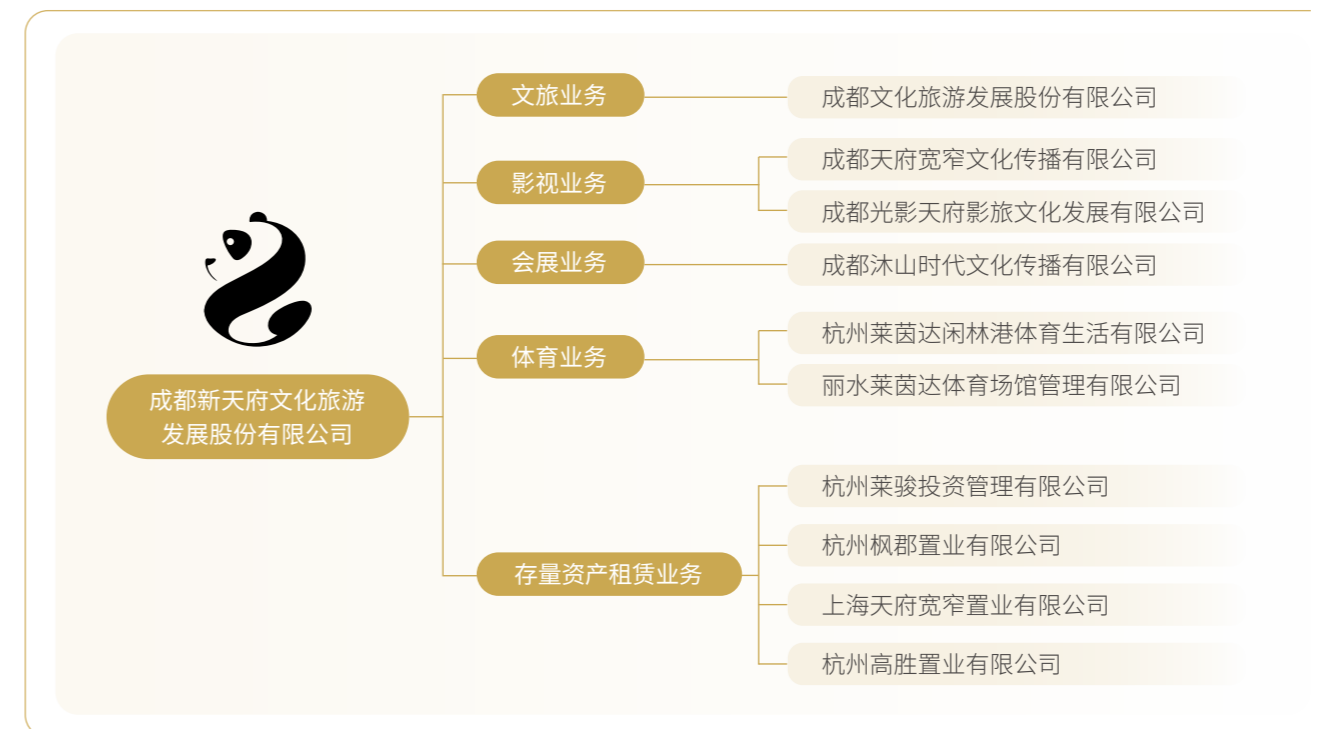 成都新天府文化旅游
发展股份有限公司
文旅业务
成都文化旅游发展股份有限公司
影视业务
成都天府宽窄文化传播有限公司
成都光影天府影旅文化发展有限公司
会展业务
成都沐山时代文化传播有限公司
体育业务
杭州莱茵达闲林港体育生活有限公司
丽水莱茵达体育场馆管理有限公司
存量资产租赁业务
杭州莱骏投资管理有限公司
杭州枫郡置业有限公司
上海天府宽窄置业有限公司
杭州高胜置业有限公司